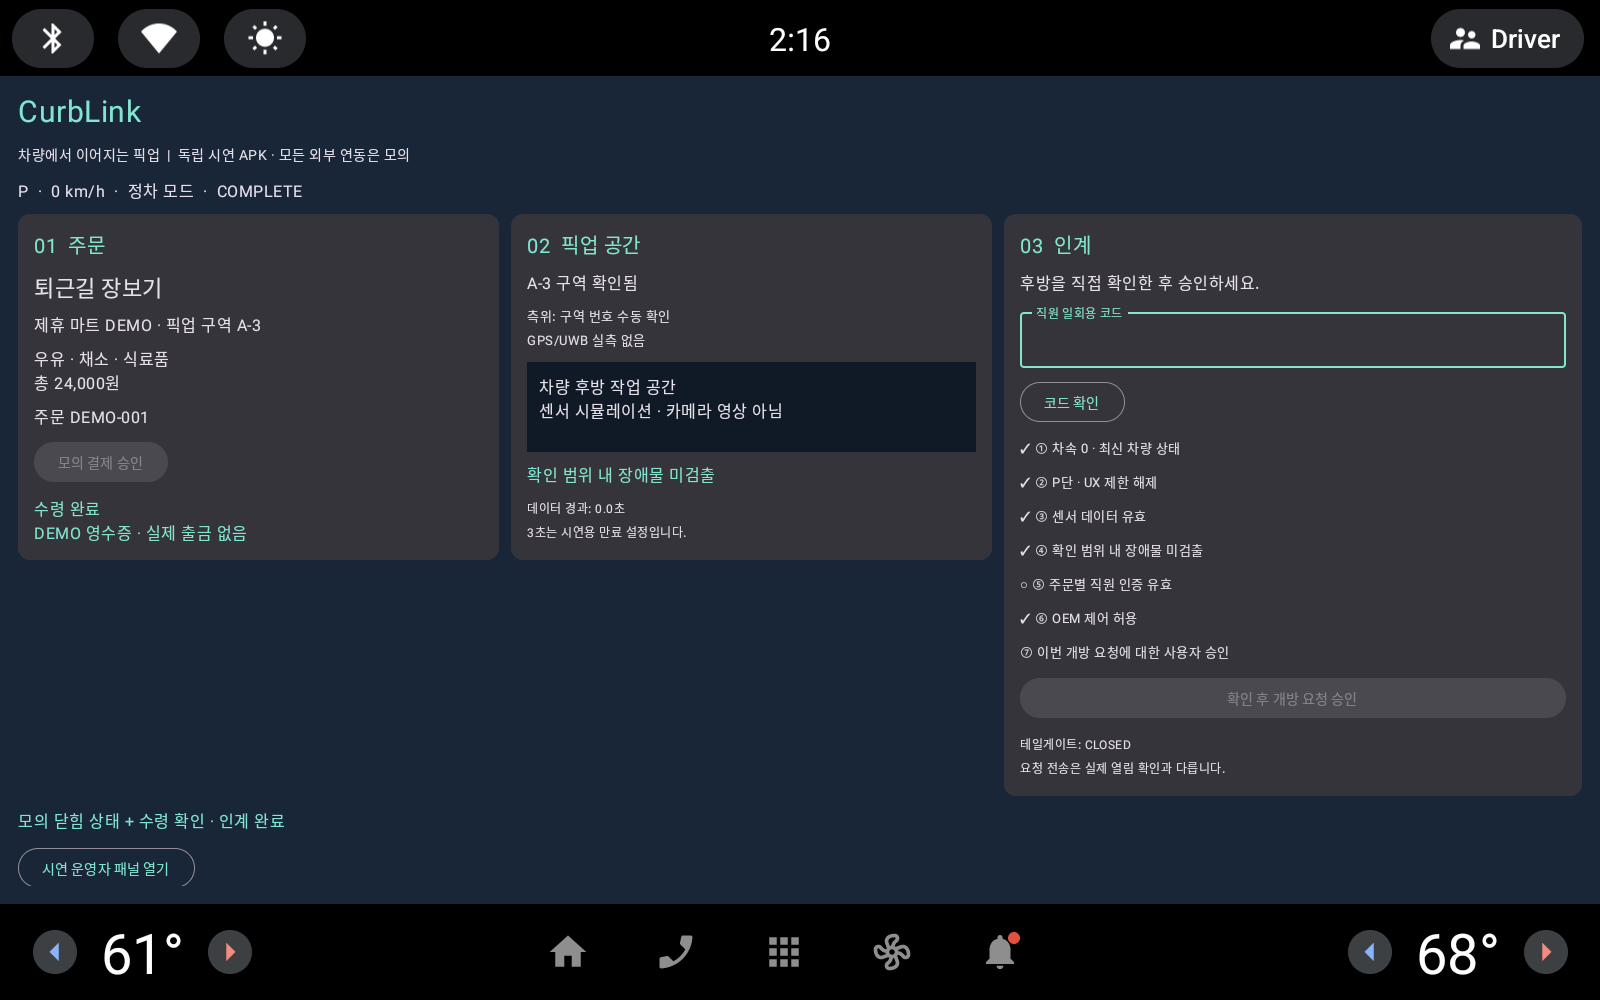 2:16
Driver
CurbLink
차량에서 이어지는 픽업 | 독립 시연 APK · 모든 외부 연동은 모의
P · 0 km/h · 정차 모드 · COMPLETE
01 주문
퇴근길 장보기
제휴 마트 DEMO · 픽업 구역 A-3
우유 · 채소 · 식료품
총 24,000원
주문 DEMO-001
모의 결제 승인
수령 완료
DEMO 영수증 · 실제 출금 없음
02 픽업 공간
A-3 구역 확인됨
측위: 구역 번호 수동 확인
GPS/UWB 실측 없음
차량 후방 작업 공간
센서 시뮬레이션 · 카메라 영상 아님
확인 범위 내 장애물 미검출
데이터 경과: 0.0초
3초는 시연용 만료 설정입니다.
03 인계
후방을 직접 확인한 후 승인하세요.
직원 일회용 코드
코드 확인
✓ ① 차속 0 · 최신 차량 상태
✓ ② P단 · UX 제한 해제
✓ ③ 센서 데이터 유효
✓ ④ 확인 범위 내 장애물 미검출
○ ⑤ 주문별 직원 인증 유효
✓ ⑥ OEM 제어 허용
⑦ 이번 개방 요청에 대한 사용자 승인
확인 후 개방 요청 승인
테일게이트: CLOSED
요청 전송은 실제 열림 확인과 다릅니다.
모의 닫힘 상태 + 수령 확인 · 인계 완료
시연 운영자 패널 열기
61°
68°